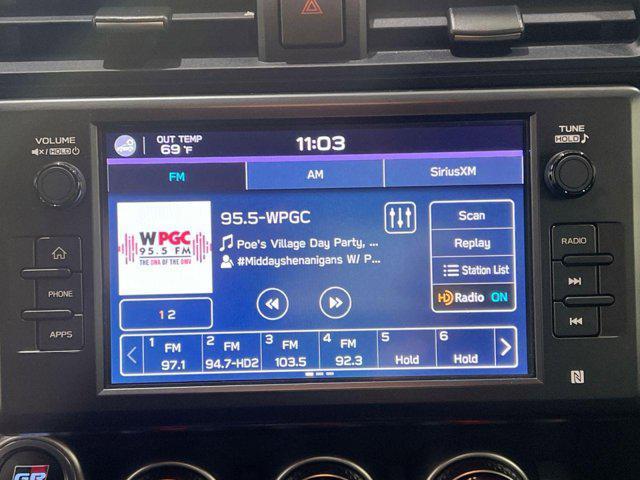 VOLUME
HOLD
OUT TEMP
69 °F
11:03
TUNE
HOLD
FM
AM
SiriusXM
WPGC
95.5 FM
THE DNA OF THE DMV
95.5-WPGC
Poe's Village Day Party, ...
#Middayshenanigans W/ P...
Scan
Replay
Station List
HD Radio ON
1 2
1 FM 97.1
2 FM 94.7-HD2
3 FM 103.5
4 FM 92.3
5 Hold
6 Hold
PHONE
APPS
RADIO
N
GR